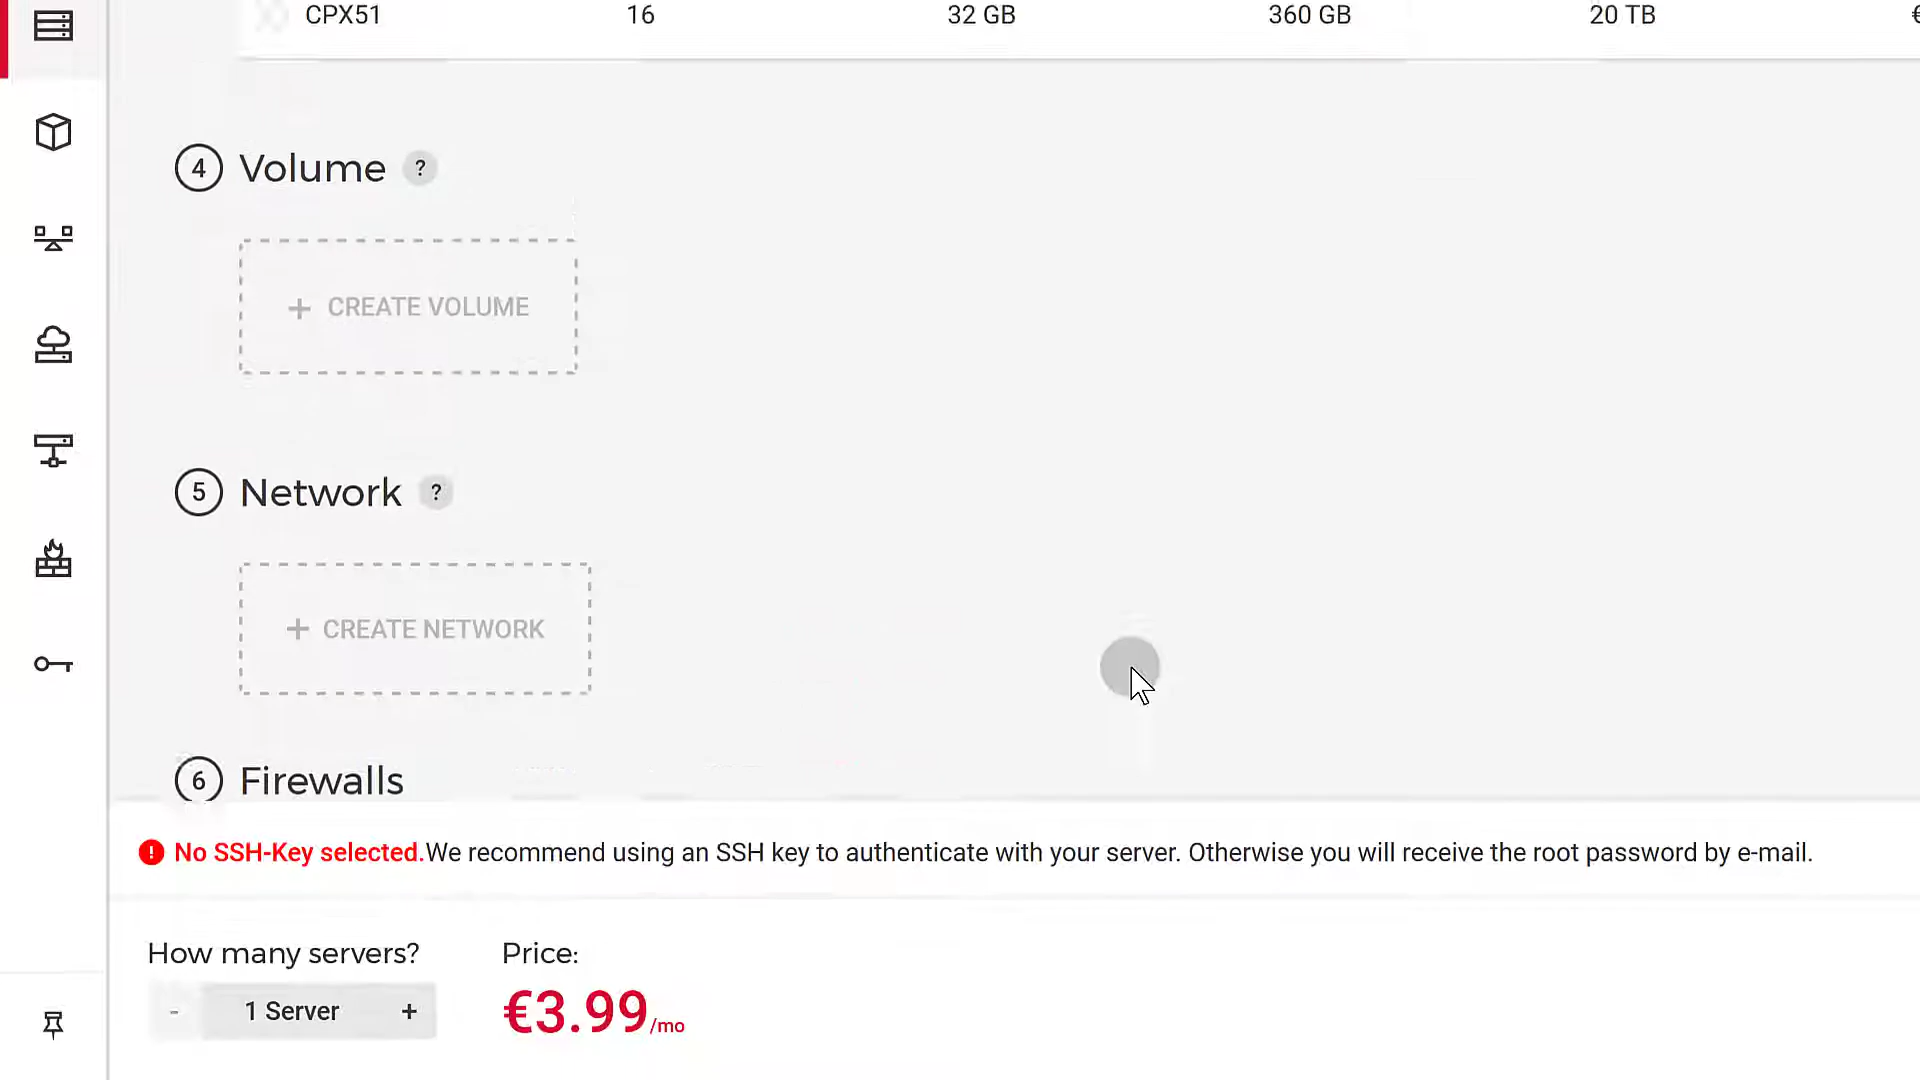 CPX51 16 32 GB 360 GB 20 TB €
4 Volume ?
+ CREATE VOLUME
5 Network ?
+ CREATE NETWORK
6 Firewalls
No SSH-Key selected.We recommend using an SSH key to authenticate with your server. Otherwise you will receive the root password by e-mail.
How many servers? Price:
- 1 Server + €3.99/mo